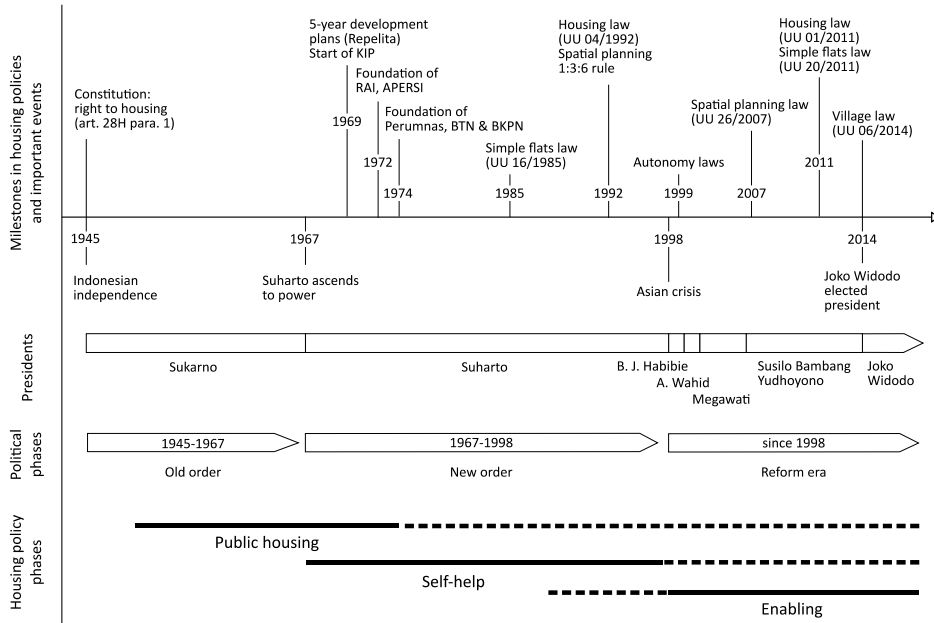 Milestones in housing policies
and important events
Constitution:
right to housing
(art. 28H para. 1)
5-year development
plans (Repelita)
Start of KIP
1969
Foundation of
RAI, APERSI
1972
Foundation of
Perumnas, BTN & BKPN
1974
Simple flats law
(UU 16/1985)
1985
Housing law
(UU 04/1992)
Spatial planning
1:3:6 rule
1992
Autonomy laws
1999
Spatial planning law
(UU 26/2007)
2007
Housing law
(UU 01/2011)
Simple flats law
(UU 20/2011)
2011
Village law
(UU 06/2014)
1945
Indonesian
independence
1967
Suharto ascends
to power
1998
Asian crisis
2014
Joko Widodo
elected
president
Presidents
Sukarno
Suharto
B. J. Habibie
A. Wahid
Megawati
Susilo Bambang
Yudhoyono
Joko
Widodo
Political
phases
1945-1967
Old order
1967-1998
New order
since 1998
Reform era
Housing policy
phases
Public housing
Self-help
Enabling